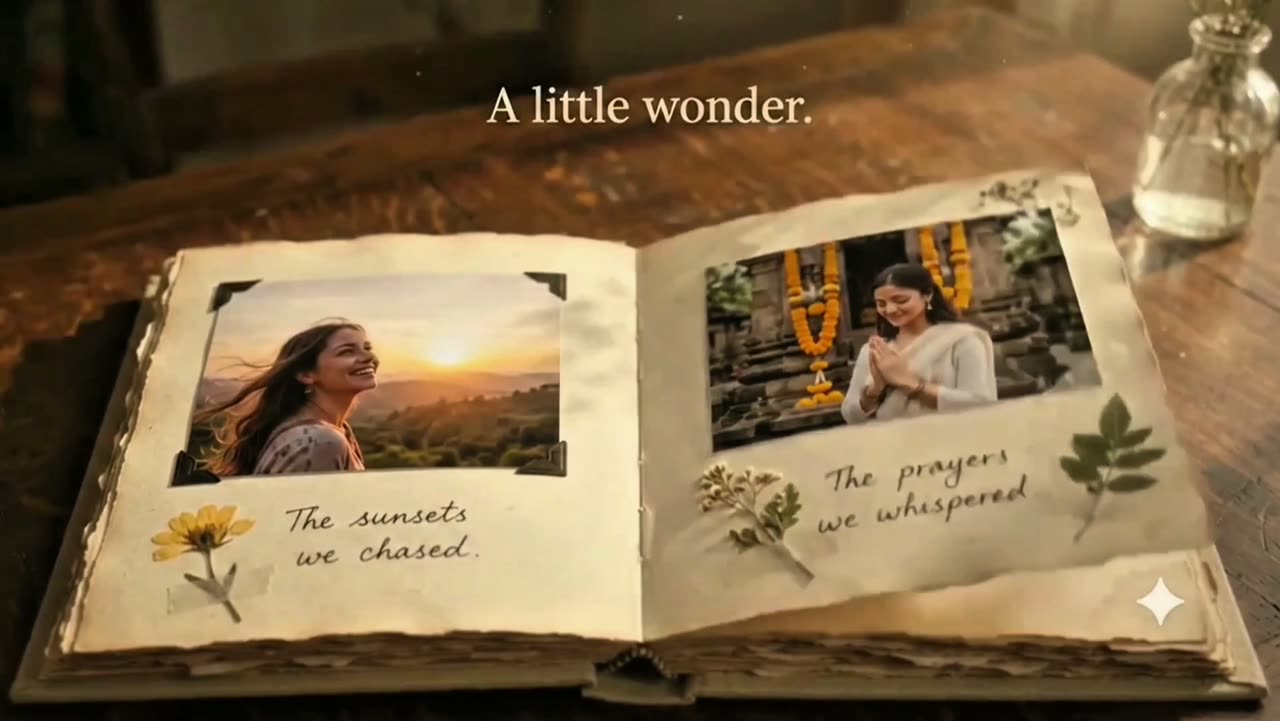 A little wonder.
The sunsets
we chased.
The prayers
we whispered